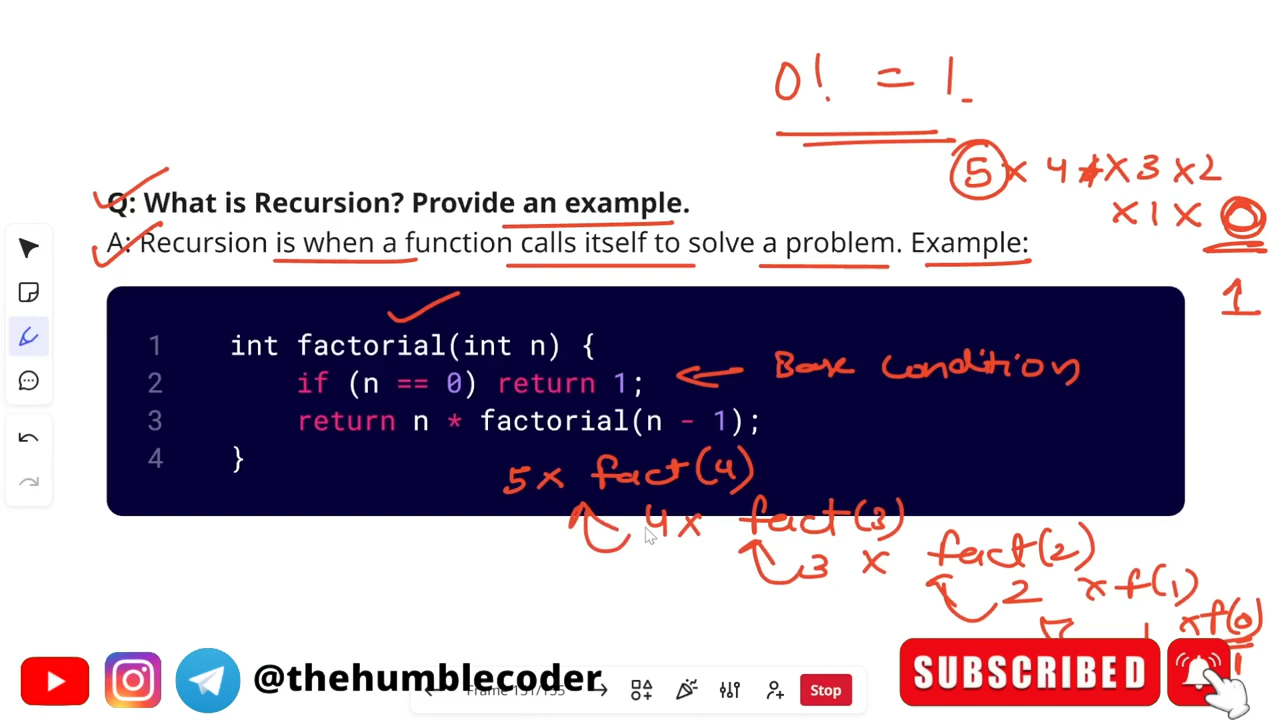 0! = 1.
5 x 4 x 3 x 2
x 1 x 0
1
Q: What is Recursion? Provide an example.
A: Recursion is when a function calls itself to solve a problem. Example:
1 int factorial(int n) {
2 if (n == 0) return 1;
Base condition
3 return n * factorial(n - 1);
4 }
5 x fact(4)
4 x fact(3)
3 x fact(2)
2 x f(1)
1 x f(0)
1
@thehumblecoder
Stop
SUBSCRIBED